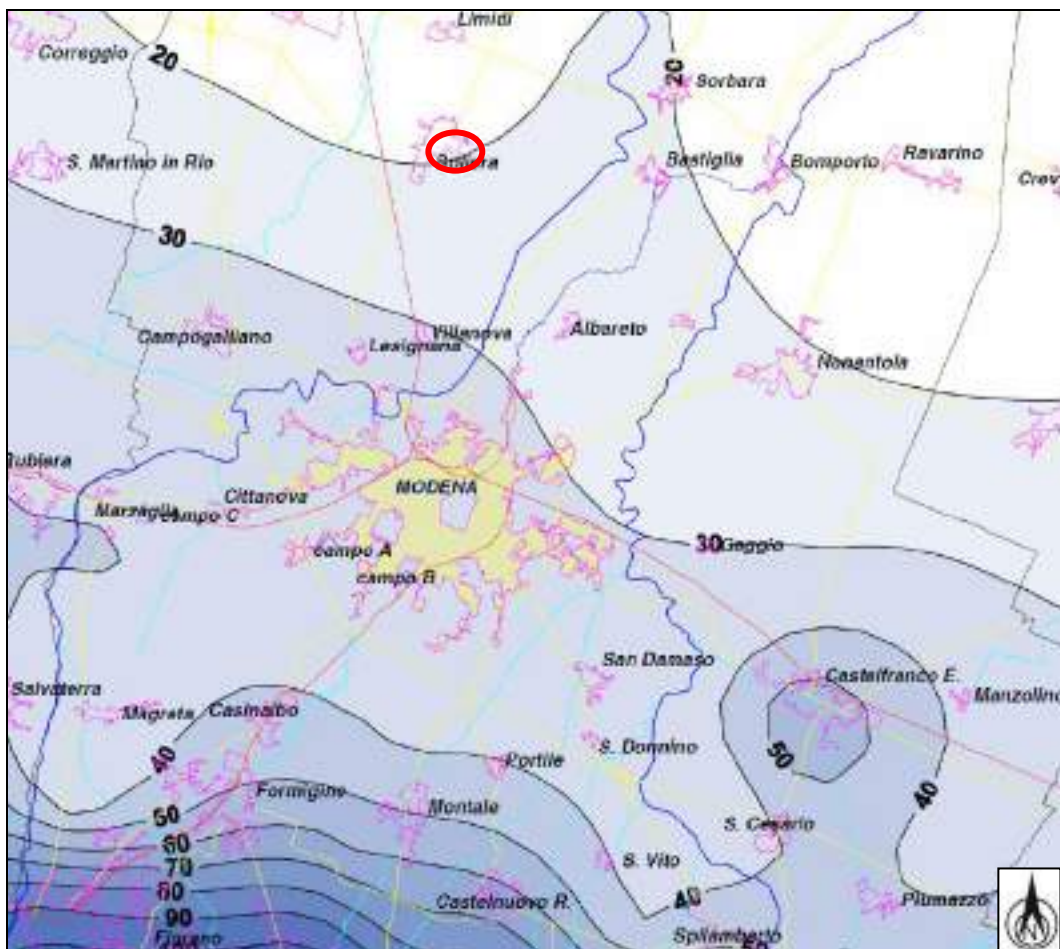 Limidi
Correggio
20
20
Sorbara
S. Martino in Rio
Bastiglia
Bomporto
Ravarino
Crev
30
Campogalliano
Lesignana
Villanova
Albareto
Nonantola
Rubiera
MODENA
Marzaglia
campo C
Cittanova
campo A
campo B
30
Gaggio
San Damaso
Castelfranco E.
Manzolino
Salvaterra
Magreta
Casinalbo
S. Donnino
50
40
Portile
40
Formigine
Montale
50
S. Cesario
60
70
S. Vito
80
Castelnuovo R.
40
Piumazzo
90
Fiorano
Spilamberto